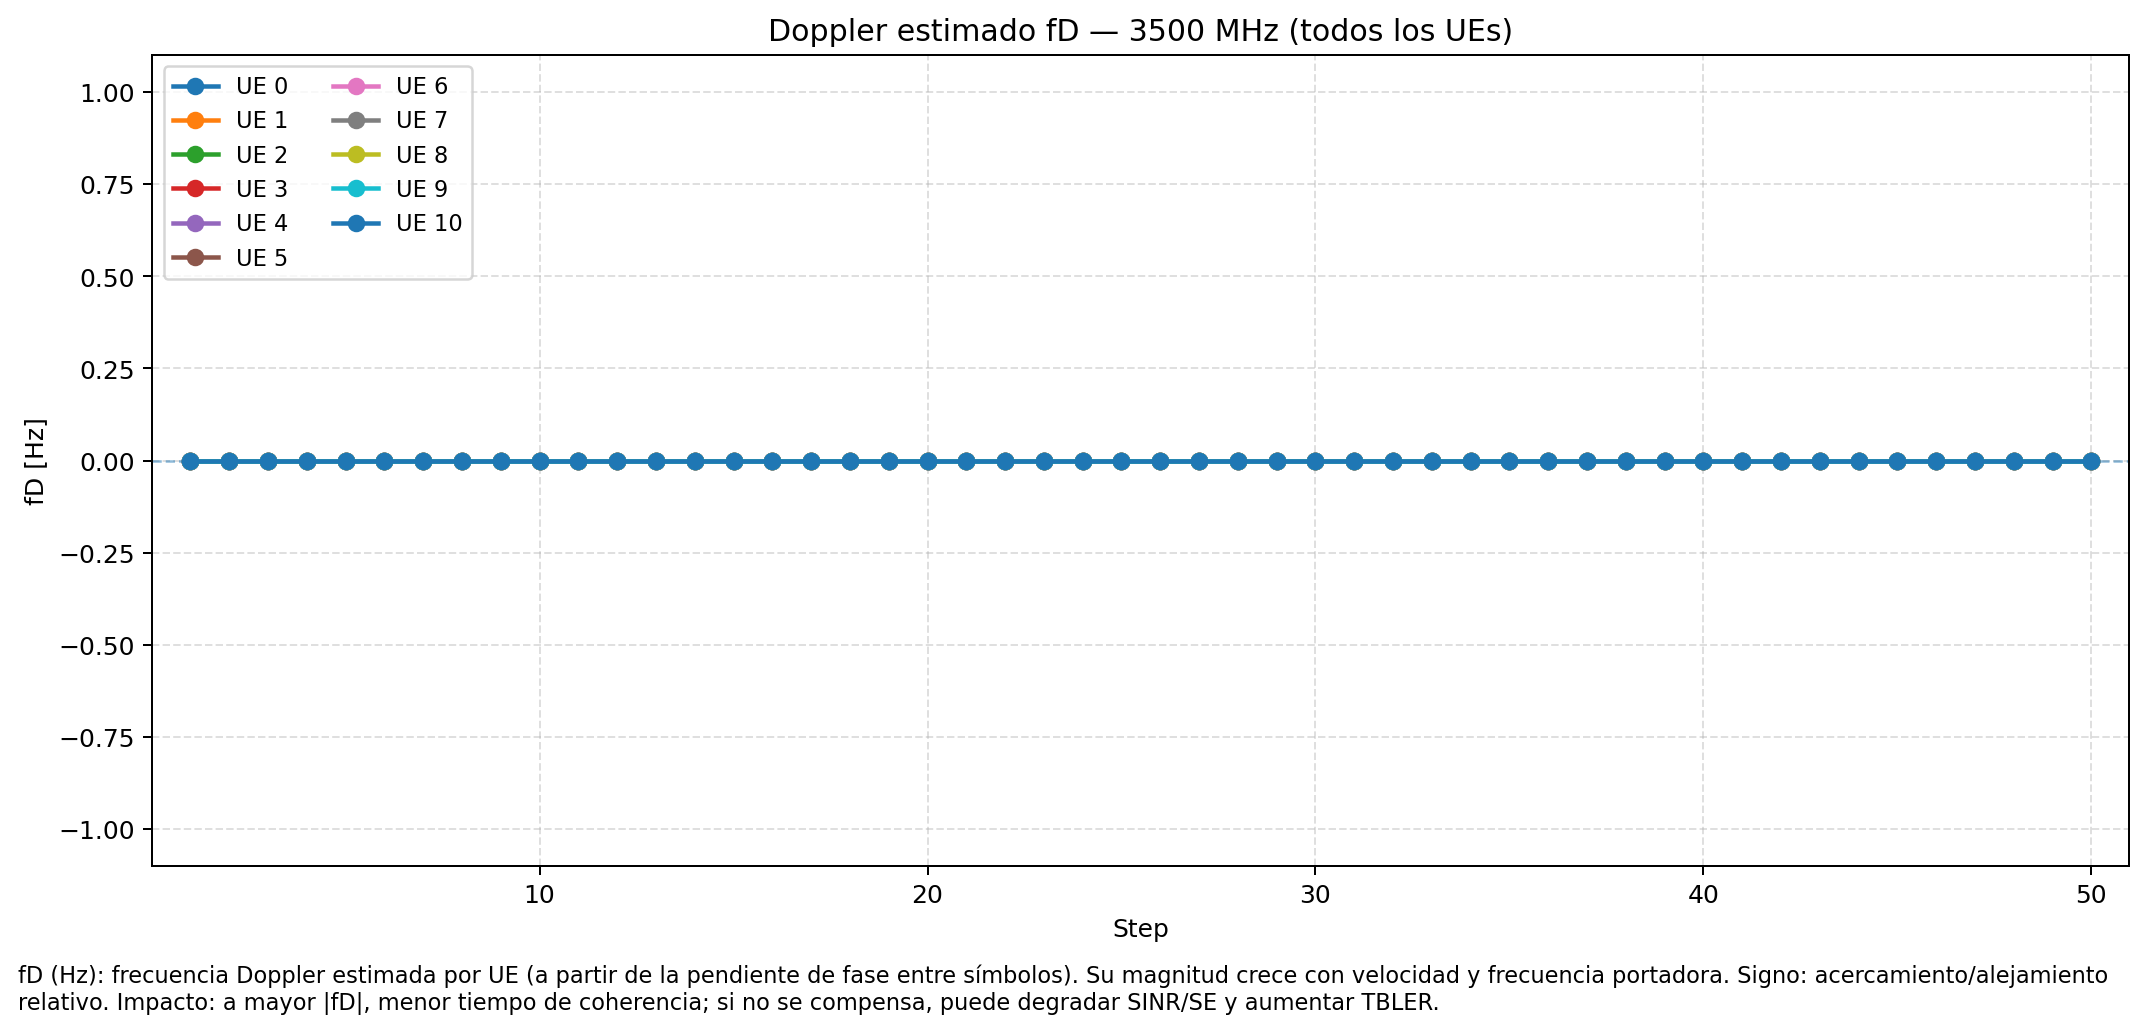 Doppler estimado fD — 3500 MHz (todos los UEs)
UE 0
UE 1
UE 2
UE 3
UE 4
UE 5
UE 6
UE 7
UE 8
UE 9
UE 10
1.00
0.75
0.50
0.25
0.00
−0.25
−0.50
−0.75
−1.00
fD [Hz]
10
20
30
40
50
Step
fD (Hz): frecuencia Doppler estimada por UE (a partir de la pendiente de fase entre símbolos). Su magnitud crece con velocidad y frecuencia portadora. Signo: acercamiento/alejamiento
relativo. Impacto: a mayor |fD|, menor tiempo de coherencia; si no se compensa, puede degradar SINR/SE y aumentar TBLER.